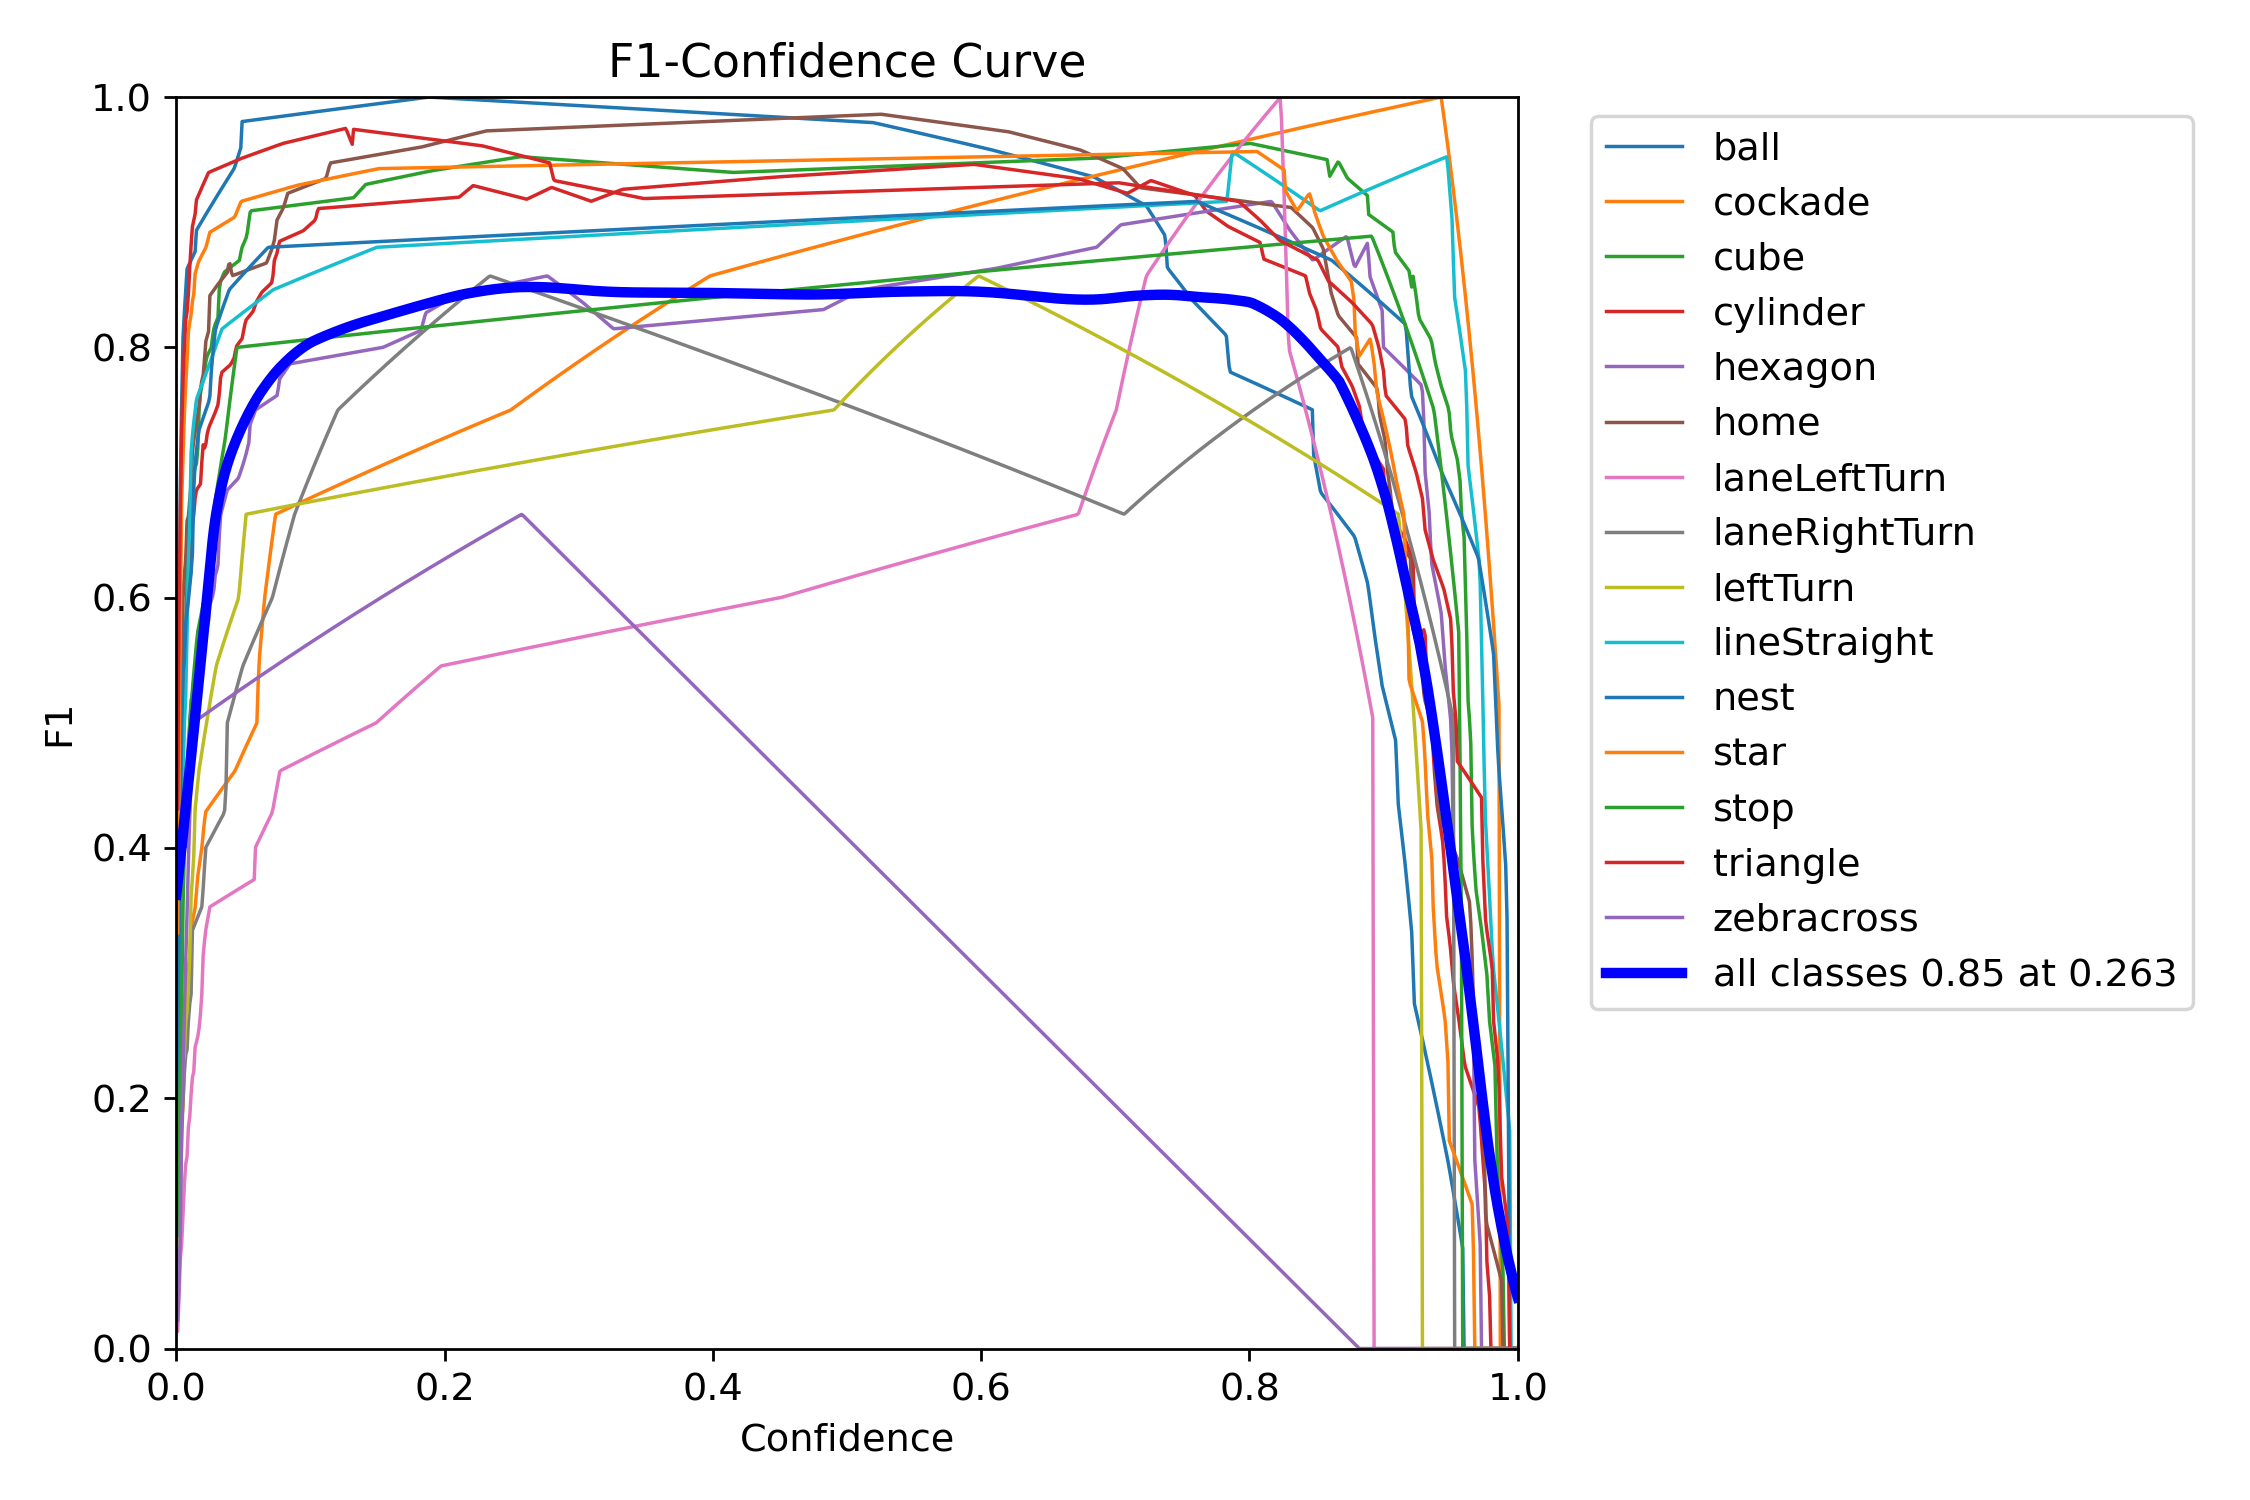 F1-Confidence Curve
1.0
0.8
0.6
0.4
0.2
0.0
F1
0.0 0.2 0.4 0.6 0.8 1.0
Confidence
ball
cockade
cube
cylinder
hexagon
home
laneLeftTurn
laneRightTurn
leftTurn
lineStraight
nest
star
stop
triangle
zebracross
all classes 0.85 at 0.263